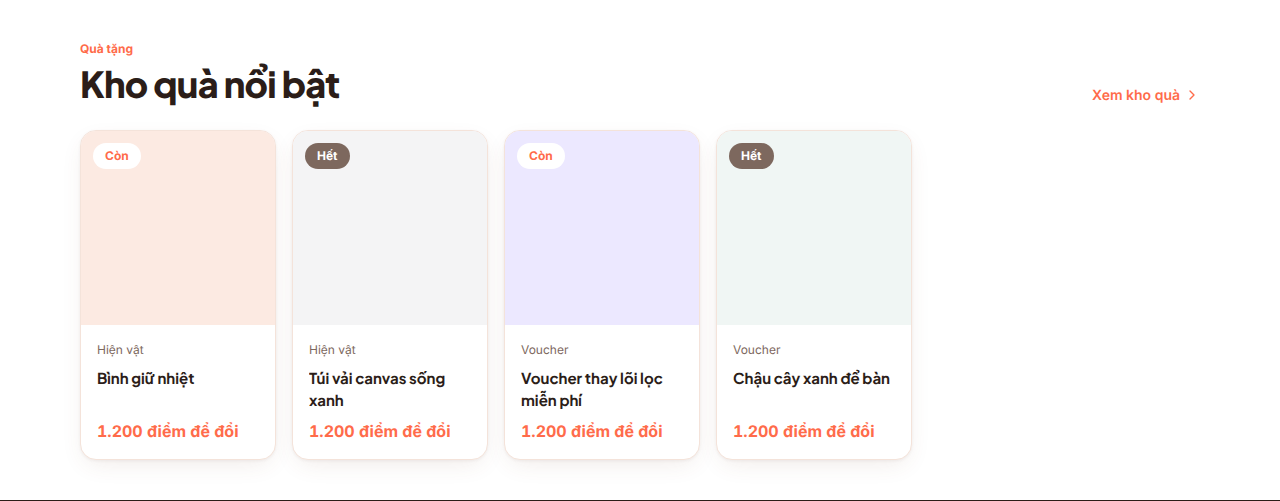 Quà tặng
Kho quà nổi bật
Xem kho quà
Còn
Hiện vật
Bình giữ nhiệt
1.200 điểm để đổi
Hết
Hiện vật
Túi vải canvas sống
xanh
1.200 điểm để đổi
Còn
Voucher
Voucher thay lõi lọc
miễn phí
1.200 điểm để đổi
Hết
Voucher
Chậu cây xanh để bàn
1.200 điểm để đổi